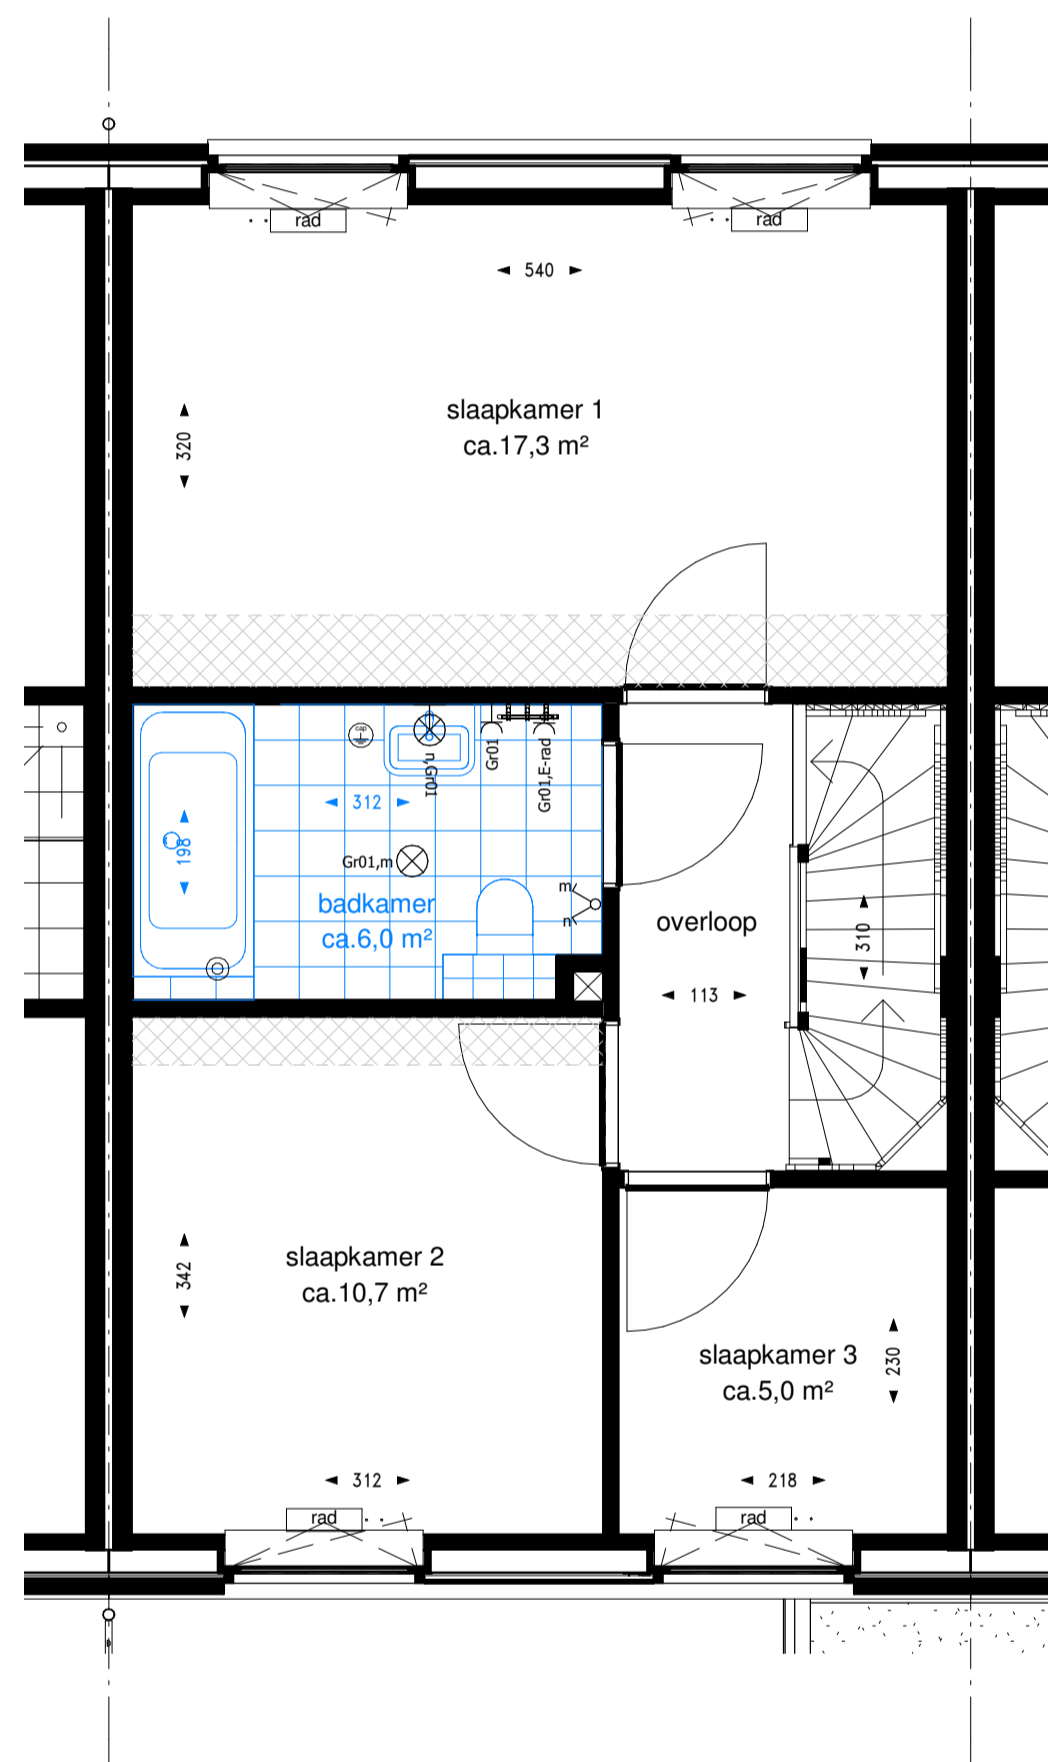 rad
rad
540
slaapkamer 1
ca.17,3 m²
320
cap
n,Gr01
Gr01
Gr01,E-rad
312
198
Gr01,m
badkamer
ca.6,0 m²
m
n
overloop
310
113
slaapkamer 2
ca.10,7 m²
342
slaapkamer 3
ca.5,0 m²
230
312
218
rad
rad